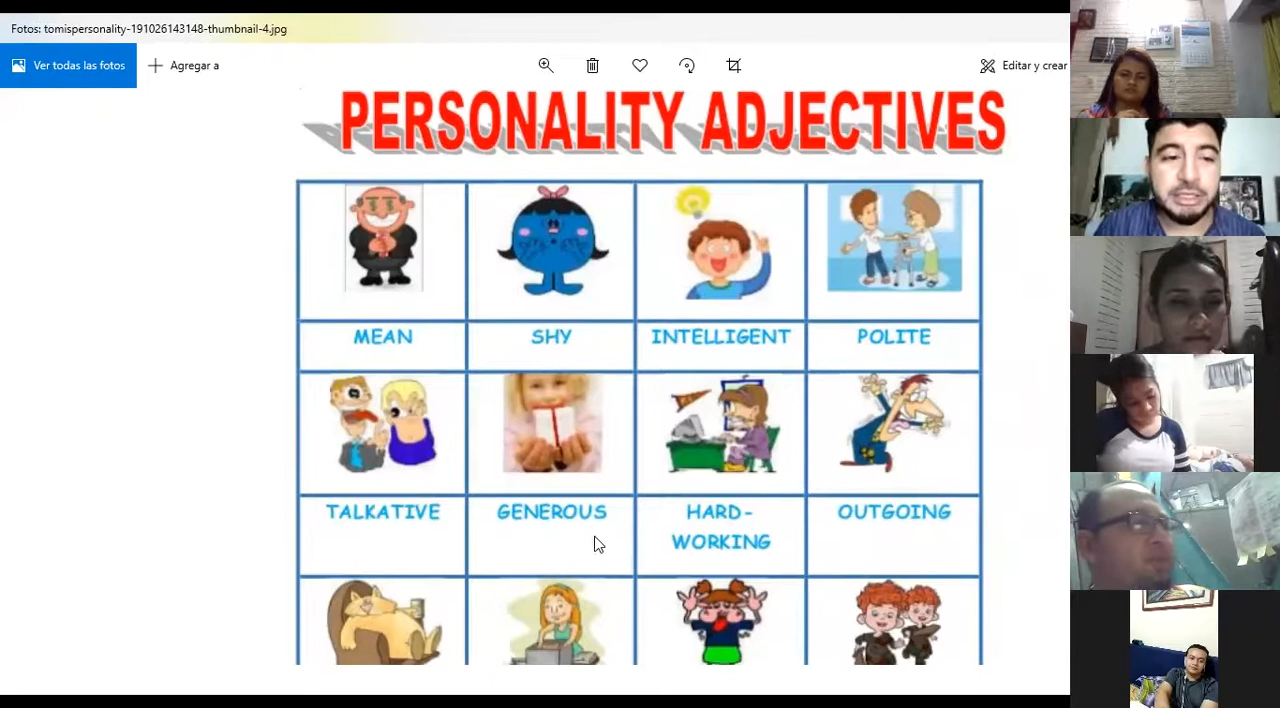 Fotos: tomispersonality-191026143148-thumbnail-4.jpg
Ver todas las fotos
Agregar a
Editar y crear
PERSONALITY ADJECTIVES
MEAN
SHY
INTELLIGENT
POLITE
TALKATIVE
GENEROUS
HARD-
WORKING
OUTGOING